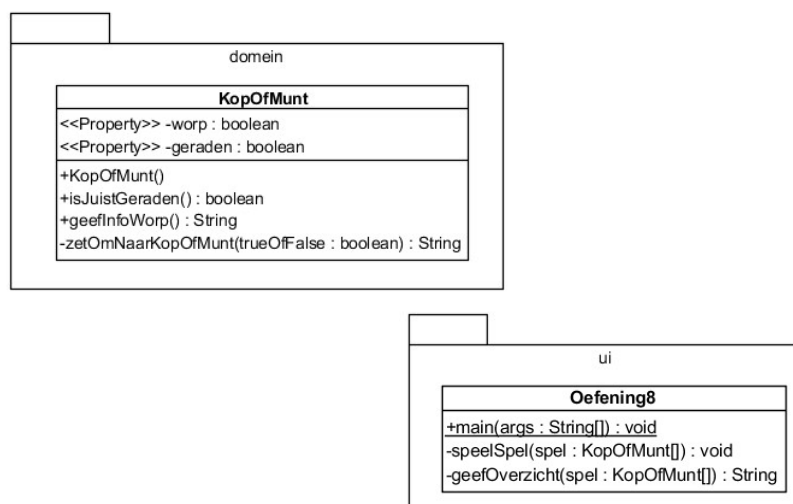 domein
KopOfMunt
<<Property>> -worp : boolean
<<Property>> -geraden : boolean
+KopOfMunt()
+isJuistGeraden() : boolean
+geefInfoWorp() : String
-zetOmNaarKopOfMunt(trueOfFalse : boolean) : String
ui
Oefening8
+main(args : String[]) : void
-speelSpel(spel : KopOfMunt[]) : void
-geefOverzicht(spel : KopOfMunt[]) : String